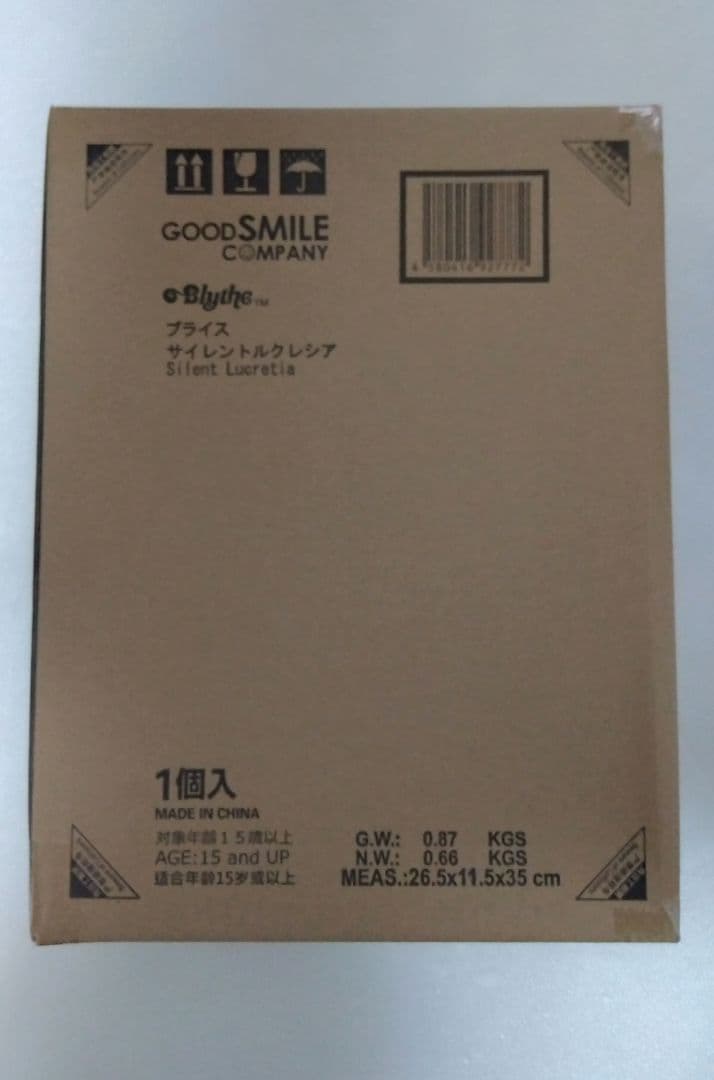 GOODSMILE
COMPANY
Blythe™
ブライス
サイレントルクレシア
Silent Lucretia
1個入
MADE IN CHINA
対象年齢15歳以上
AGE:15 and UP
适合年龄15岁或以上
G.W.: 0.87 KGS
N.W.: 0.66 KGS
MEAS.:26.5x11.5x35 cm